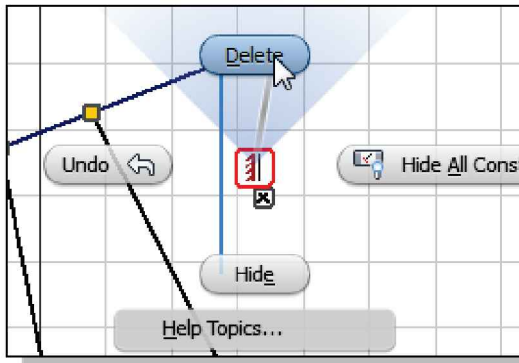 Delete
Undo
Hide All Cons
Hide
Help Topics...